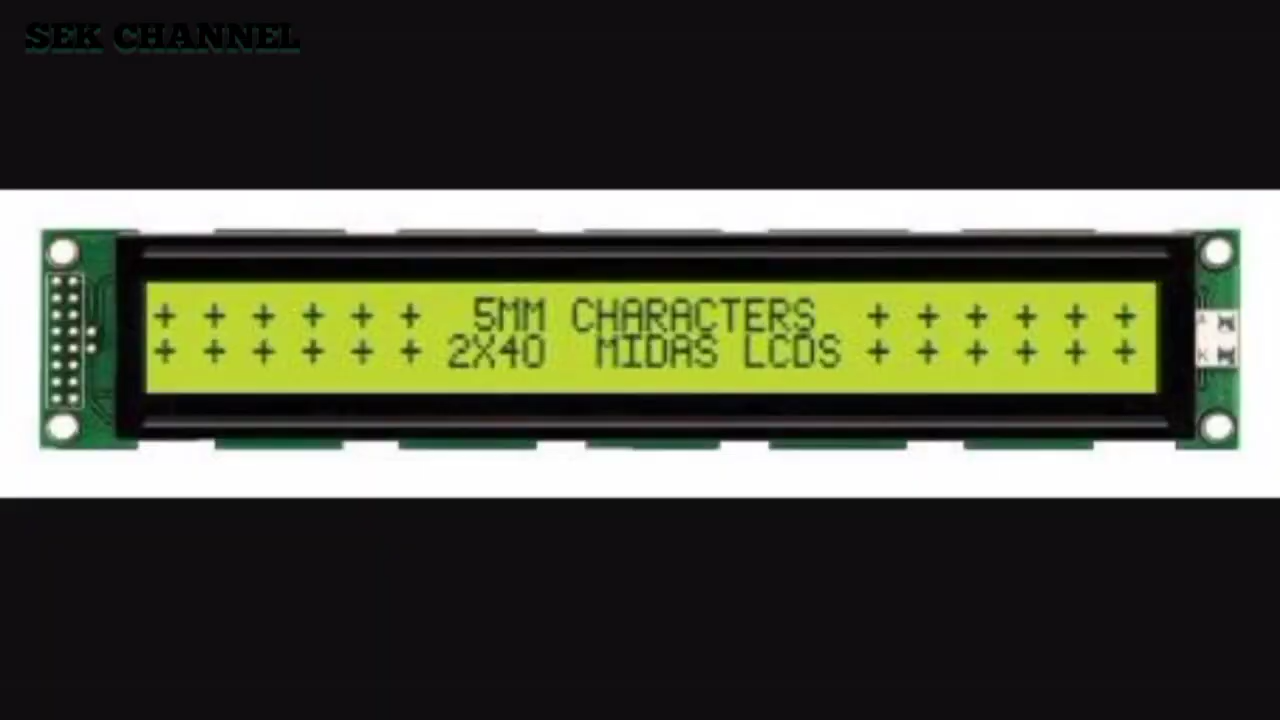 SEK CHANNEL
+ + + + + + 5MM CHARACTERS + + + + + +
+ + + + + + 2X40 MIDAS LCDS + + + + + +
A
K